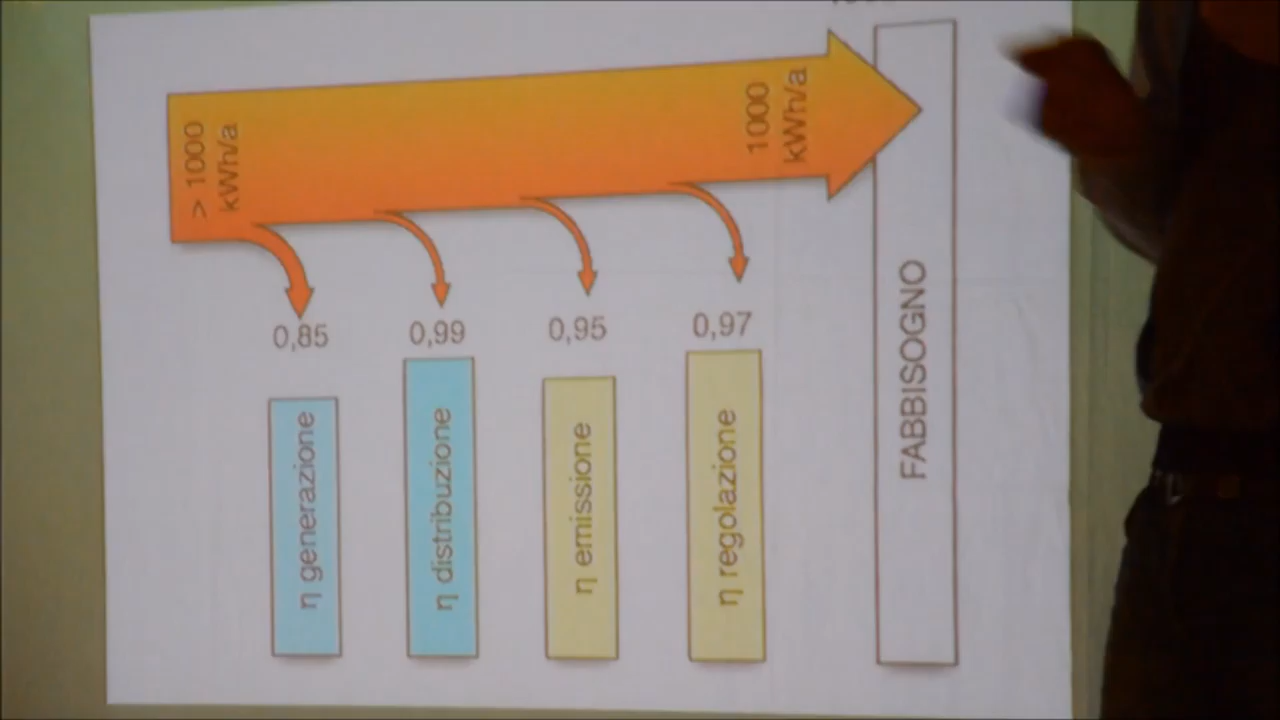 > 1000
kWh/a
0,85
η generazione
0,99
η distribuzione
0,95
η emissione
0,97
η regolazione
1000
kWh/a
FABBISOGNO